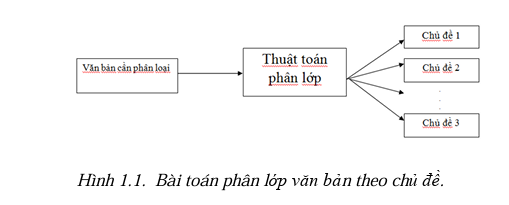 Văn bản cần phân loại
Thuật toán
phân lớp
Chủ đề 1
Chủ đề 2
Chủ đề 3
Hình 1.1. Bài toán phân lớp văn bản theo chủ đề.